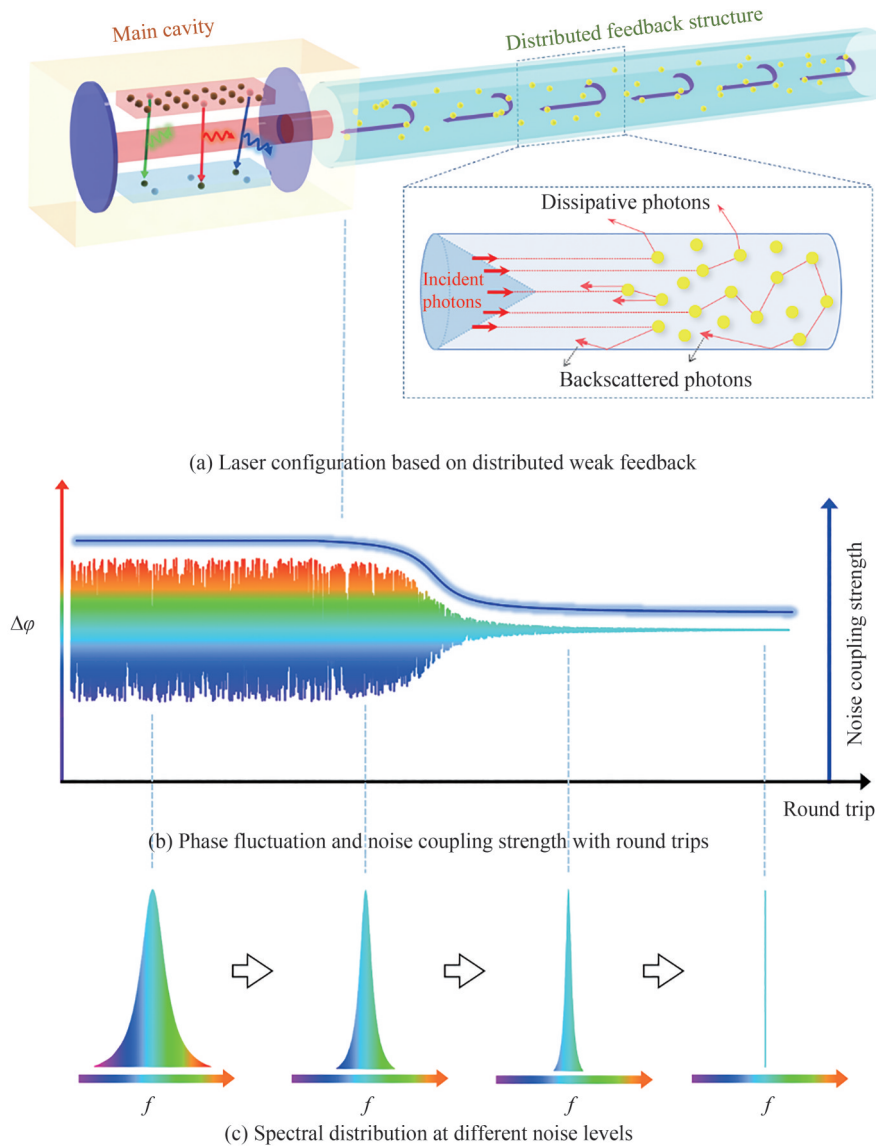 Main cavity
Distributed feedback structure
Dissipative photons
Incident
photons
Backscattered photons
(a) Laser configuration based on distributed weak feedback
Δφ
Noise coupling strength
Round trip
(b) Phase fluctuation and noise coupling strength with round trips
f
f
f
f
(c) Spectral distribution at different noise levels